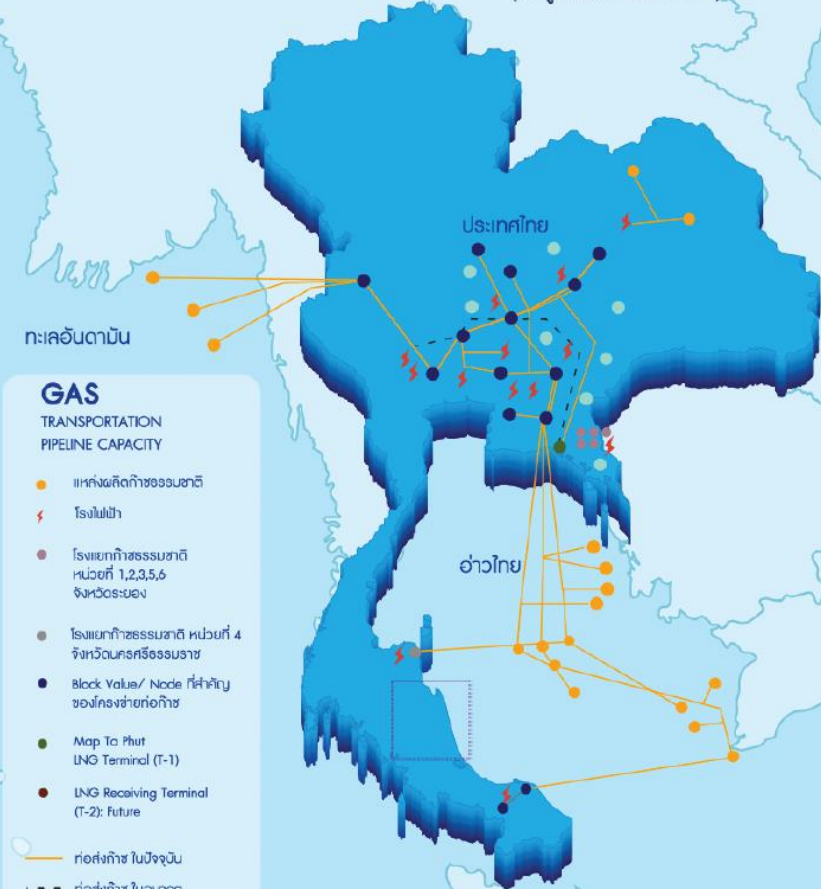 ประเทศไทย
ทะเลอันดามัน
อ่าวไทย
GAS
TRANSPORTATION
PIPELINE CAPACITY
แหล่งผลิตก๊าซธรรมชาติ
โรงไฟฟ้า
โรงแยกก๊าซธรรมชาติ
หน่วยที่ 1,2,3,5,6
จังหวัดระยอง
โรงแยกก๊าซธรรมชาติ หน่วยที่ 4
จังหวัดนครศรีธรรมราช
Block Value/ Node ที่สำคัญ
ของโครงข่ายท่อก๊าซ
Map Ta Phut
LNG Terminal (T-1)
LNG Receiving Terminal
(T-2): Future
ท่อส่งก๊าซ ในปัจจุบัน